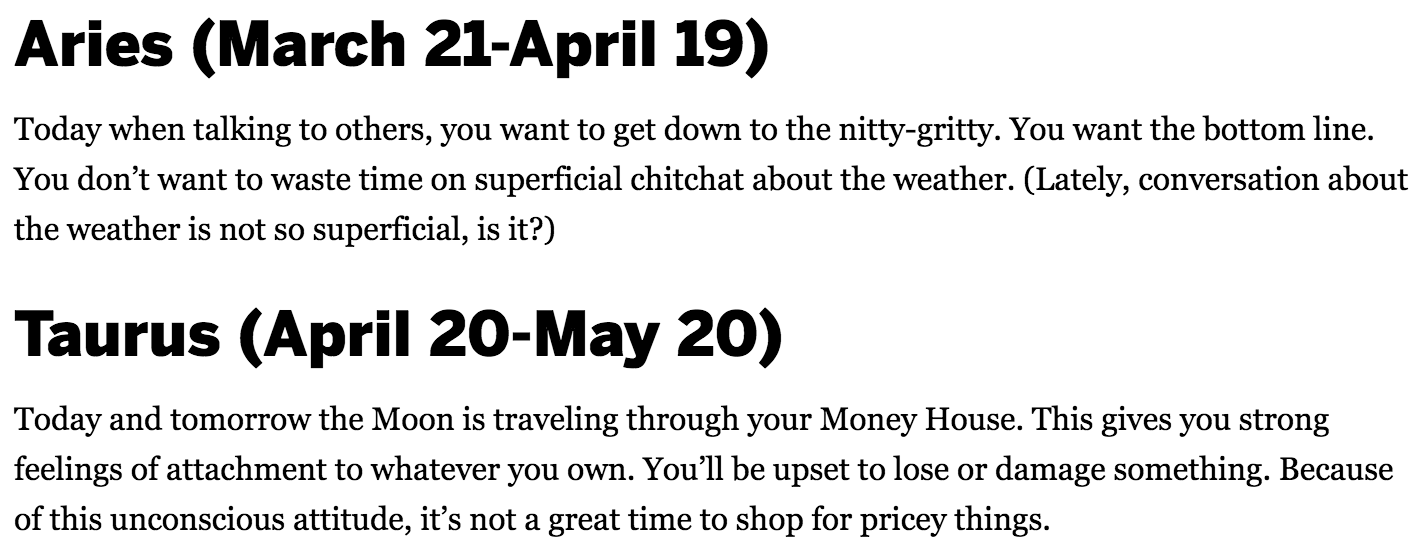 Aries (March 21-April 19)
Today when talking to others, you want to get down to the nitty-gritty. You want the bottom line.
You don’t want to waste time on superficial chitchat about the weather. (Lately, conversation about
the weather is not so superficial, is it?)
Taurus (April 20-May 20)
Today and tomorrow the Moon is traveling through your Money House. This gives you strong
feelings of attachment to whatever you own. You’ll be upset to lose or damage something. Because
of this unconscious attitude, it’s not a great time to shop for pricey things.